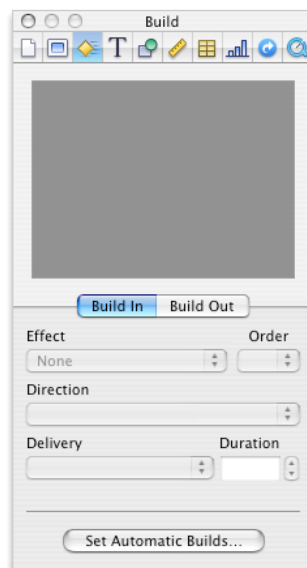 Build
T
Build In Build Out
Effect Order
None
Direction
Delivery Duration
Set Automatic Builds...